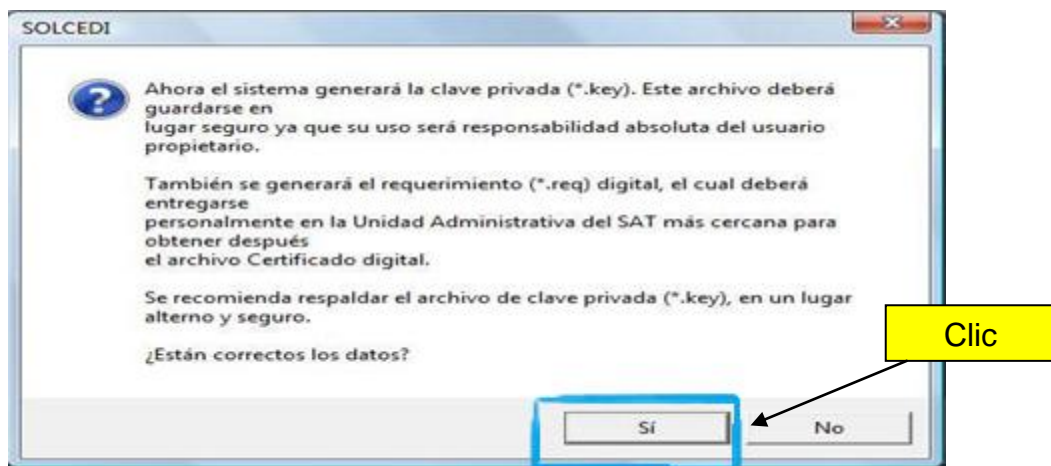 SOLCEDI
Ahora el sistema generará la clave privada (*.key). Este archivo deberá
guardarse en
lugar seguro ya que su uso será responsabilidad absoluta del usuario
propietario.
También se generará el requerimiento (*.req) digital, el cual deberá
entregarse
personalmente en la Unidad Administrativa del SAT más cercana para
obtener después
el archivo Certificado digital.
Se recomienda respaldar el archivo de clave privada (*.key), en un lugar
alterno y seguro.
Clic
¿Están correctos los datos?
Sí
No